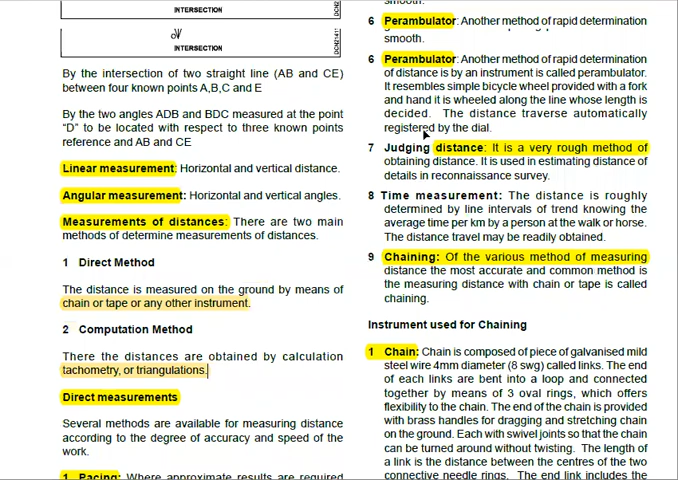 INTERSECTION
INTERSECTION
By the intersection of two straight line (AB and CE)
between four known points A,B,C and E
By the two angles ADB and BDC measured at the point
“D” to be located with respect to three known points
reference and AB and CE
Linear measurement: Horizontal and vertical distance.
Angular measurement: Horizontal and vertical angles.
Measurements of distances: There are two main
methods of determine measurements of distances.
1 Direct Method
The distance is measured on the ground by means of
chain or tape or any other instrument.
2 Computation Method
There the distances are obtained by calculation
tachometry, or triangulations.
Direct measurements
Several methods are available for measuring distance
according to the degree of accuracy and speed of the
work.
1 Pacing: Where approximate results are required
6 Perambulator: Another method of rapid determination
smooth.
6 Perambulator: Another method of rapid determination
of distance is by an instrument is called perambulator.
It resembles simple bicycle wheel provided with a fork
and hand it is wheeled along the line whose length is
decided. The distance traverse automatically
registered by the dial.
7 Judging distance: It is a very rough method of
obtaining distance. It is used in estimating distance of
details in reconnaissance survey.
8 Time measurement: The distance is roughly
determined by line intervals of trend knowing the
average time per km by a person at the walk or horse.
The distance travel may be readily obtained.
9 Chaining: Of the various method of measuring
distance the most accurate and common method is
the measuring distance with chain or tape is called
chaining.
Instrument used for Chaining
1 Chain: Chain is composed of piece of galvanised mild
steel wire 4mm diameter (8 swg) called links. The end
of each links are bent into a loop and connected
together by means of 3 oval rings, which offers
flexibility to the chain. The end of the chain is provided
with brass handles for dragging and stretching chain
on the ground. Each with swivel joints so that the chain
can be turned around without twisting. The length of
a link is the distance between the centres of the two
connective needle rings. The end link includes the